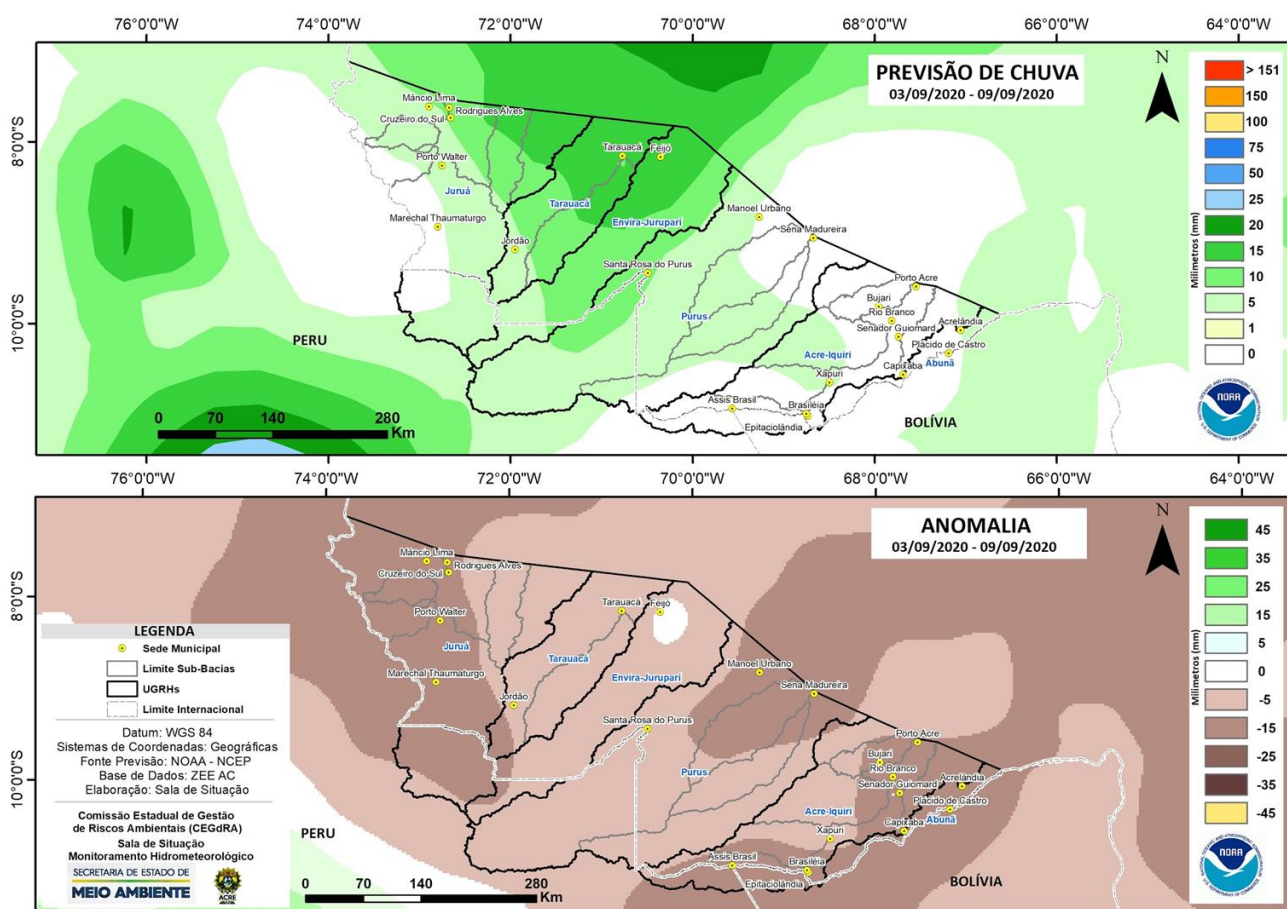 76°0'0"W 74°0'0"W 72°0'0"W 70°0'0"W 68°0'0"W 66°0'0"W 64°0'0"W
PREVISÃO DE CHUVA
03/09/2020 - 09/09/2020
N
8°0'0"S
10°0'0"S
Mâncio Lima
Rodrigues Alves
Cruzeiro do Sul
Porto Walter
Juruá
Marechal Thaumaturgo
Jordão
Tarauacá
Feijó
Tarauacá
Envira-Jurupari
Santa Rosa do Purus
Manoel Urbano
Sena Madureira
Purus
Porto Acre
Bujari
Rio Branco
Senador Guiomard
Acrelândia
Plácido de Castro
Acre-Iquiri
Abunã
Capixaba
Xapuri
Assis Brasil
Brasiléia
Epitaciolândia
PERU
BOLÍVIA
0 70 140 280
Km
Milímetros (mm)
> 151
150
100
75
50
25
20
15
10
5
1
0
NOAA
76°0'0"W 74°0'0"W 72°0'0"W 70°0'0"W 68°0'0"W 66°0'0"W 64°0'0"W
ANOMALIA
03/09/2020 - 09/09/2020
N
8°0'0"S
10°0'0"S
Mâncio Lima
Rodrigues Alves
Cruzeiro do Sul
Porto Walter
Juruá
Marechal Thaumaturgo
Jordão
Tarauacá
Feijó
Tarauacá
Envira-Jurupari
Santa Rosa do Purus
Manoel Urbano
Sena Madureira
Purus
Porto Acre
Bujari
Rio Branco
Senador Guiomard
Acrelândia
Plácido de Castro
Acre-Iquiri
Abunã
Capixaba
Xapuri
Assis Brasil
Brasiléia
Epitaciolândia
PERU
BOLÍVIA
0 70 140 280
Km
Milímetros (mm)
45
35
25
15
5
0
-5
-15
-25
-35
-45
NOAA
LEGENDA
Sede Municipal
Limite Sub-Bacias
UGRHs
Limite Internacional
Datum: WGS 84
Sistemas de Coordenadas: Geográficas
Fonte Previsão: NOAA - NCEP
Base de Dados: ZEE AC
Elaboração: Sala de Situação
Comissão Estadual de Gestão
de Riscos Ambientais (CEGdRA)
Sala de Situação
Monitoramento Hidrometeorológico
SECRETARIA DE ESTADO DE
MEIO AMBIENTE
ACRE